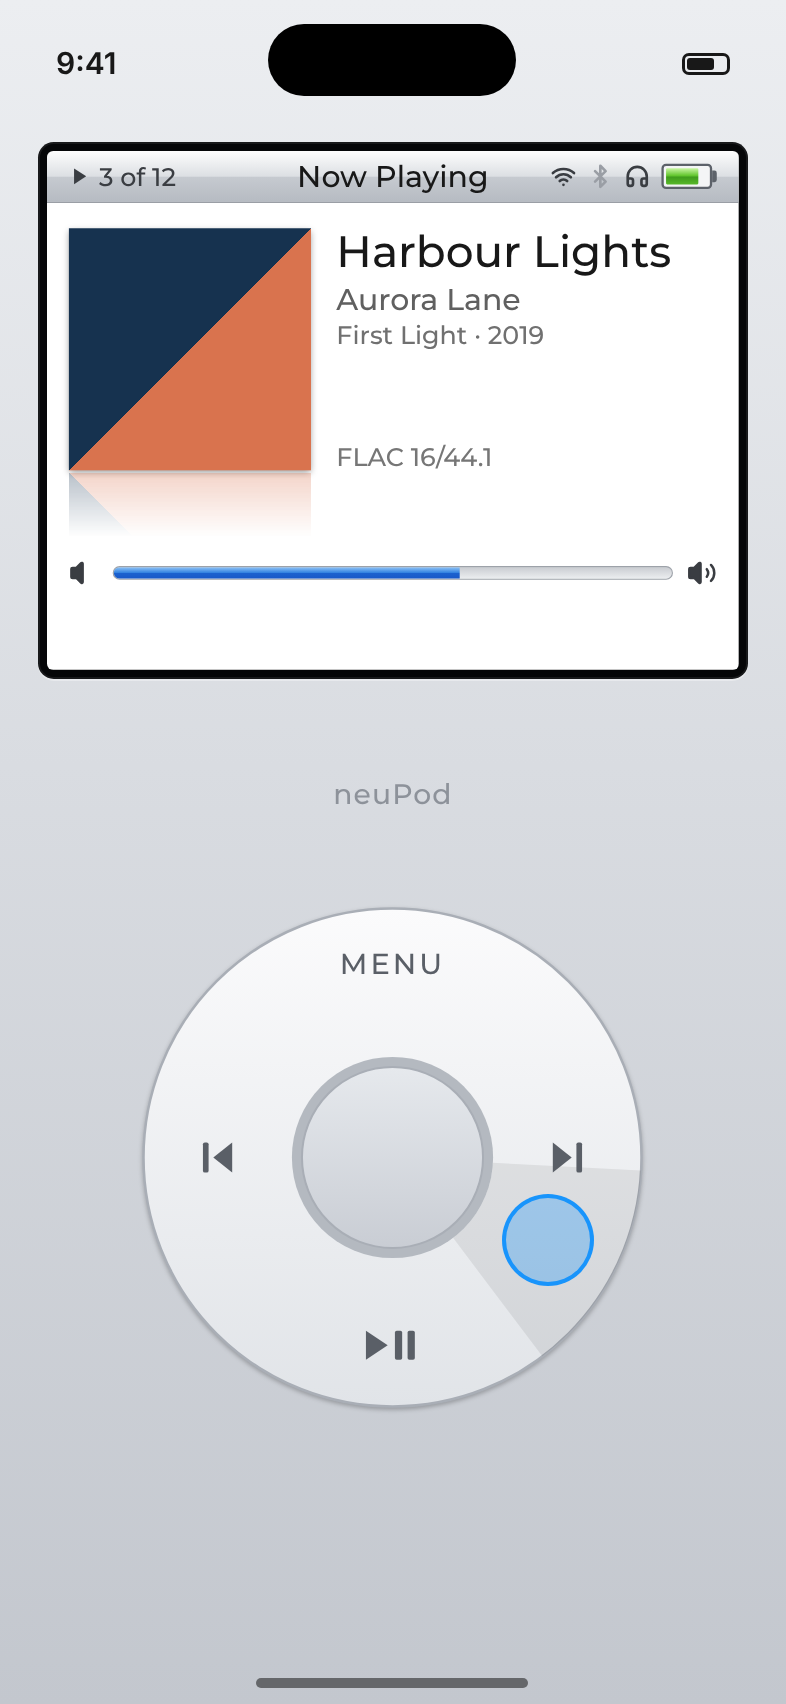 9:41
3 of 12
Now Playing
Harbour Lights
Aurora Lane
First Light · 2019
FLAC 16/44.1
neuPod
MENU